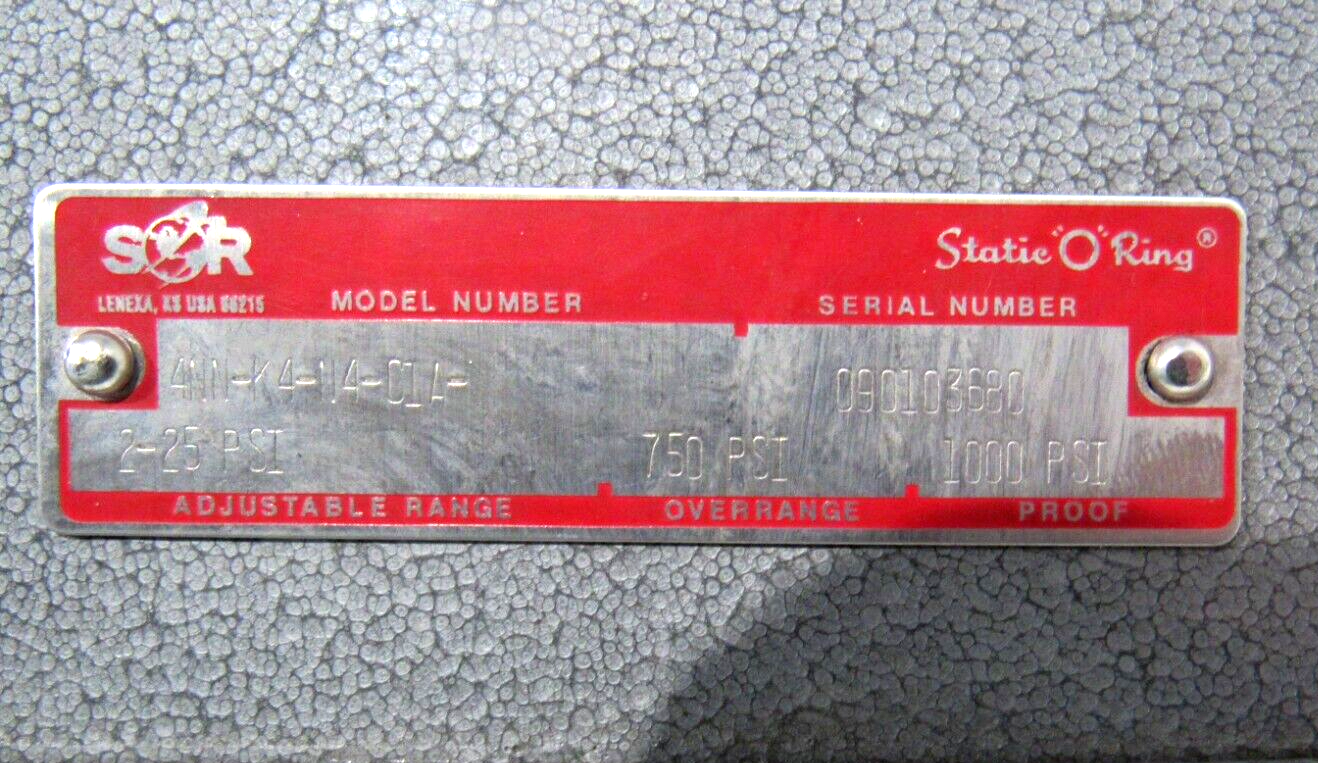 SOR
Static "O" Ring®
LENEXA, KS USA 66215
MODEL NUMBER
SERIAL NUMBER
4NN-K4-N4-C1A-
090103680
2-25 PSI
750 PSI
1000 PSI
ADJUSTABLE RANGE
OVERRANGE
PROOF